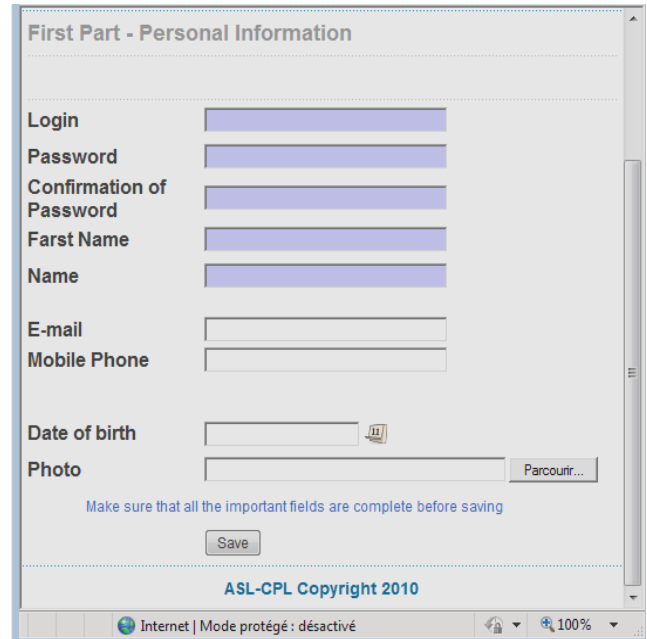 First Part - Personal Information
Login
Password
Confirmation of
Password
Farst Name
Name
E-mail
Mobile Phone
Date of birth
11
Photo
Parcourir...
Make sure that all the important fields are complete before saving
Save
ASL-CPL Copyright 2010
Internet | Mode protégé : désactivé
100%